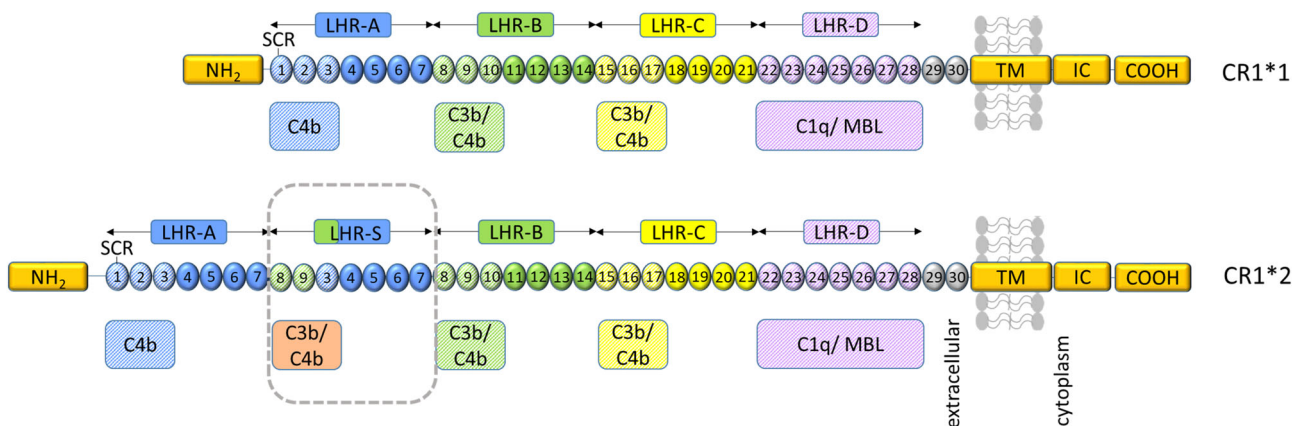 LHR-A LHR-B LHR-C LHR-D
SCR
NH2 1 2 3 4 5 6 7 8 9 10 11 12 13 14 15 16 17 18 19 20 21 22 23 24 25 26 27 28 29 30 TM IC COOH CR1*1
C4b C3b/ C3b/ C1q/ MBL
C4b C4b
LHR-A LHR-S LHR-B LHR-C LHR-D
SCR
NH2 1 2 3 4 5 6 7 8 9 3 4 5 6 7 8 9 10 11 12 13 14 15 16 17 18 19 20 21 22 23 24 25 26 27 28 29 30 TM IC COOH CR1*2
C4b C3b/ C3b/ C3b/ C1q/ MBL
C4b C4b C4b
extracellular
cytoplasm